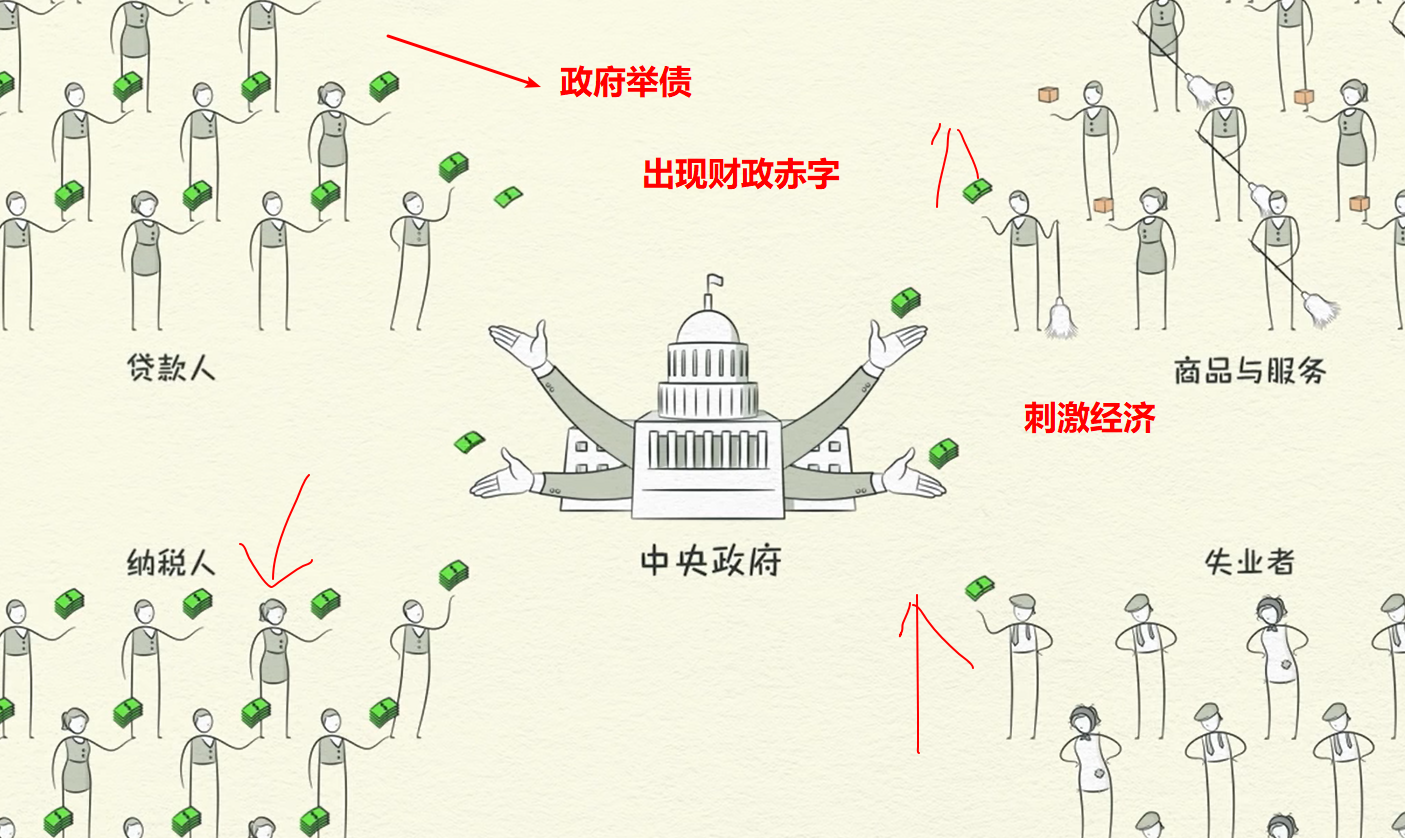 政府举债
出现财政赤字
贷款人
商品与服务
刺激经济
纳税人
中央政府
失业者